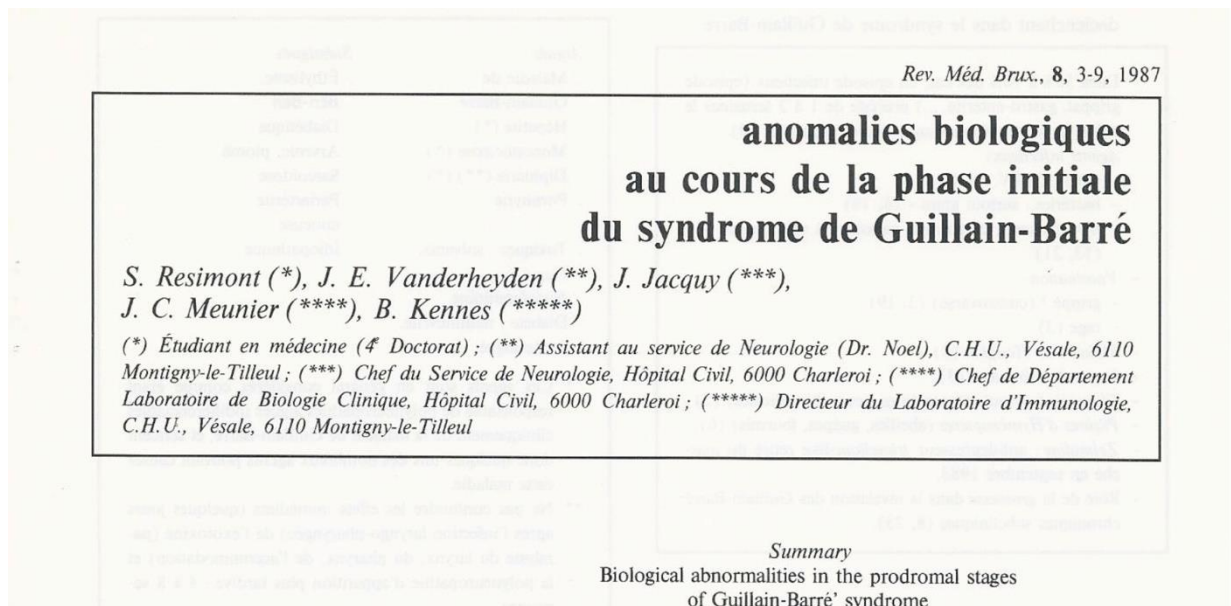 Rev. Méd. Brux., 8, 3-9, 1987
anomalies biologiques
au cours de la phase initiale
du syndrome de Guillain-Barré
S. Resimont (*), J. E. Vanderheyden (**), J. Jacquy (***),
J. C. Meunier (****), B. Kennes (*****)
(*) Étudiant en médecine (4e Doctorat) ; (**) Assistant au service de Neurologie (Dr. Noel), C.H.U., Vésale, 6110
Montigny-le-Tilleul ; (***) Chef du Service de Neurologie, Hôpital Civil, 6000 Charleroi ; (****) Chef de Département
Laboratoire de Biologie Clinique, Hôpital Civil, 6000 Charleroi ; (*****) Directeur du Laboratoire d'Immunologie,
C.H.U., Vésale, 6110 Montigny-le-Tilleul
Summary
Biological abnormalities in the prodromal stages
of Guillain-Barré' syndrome